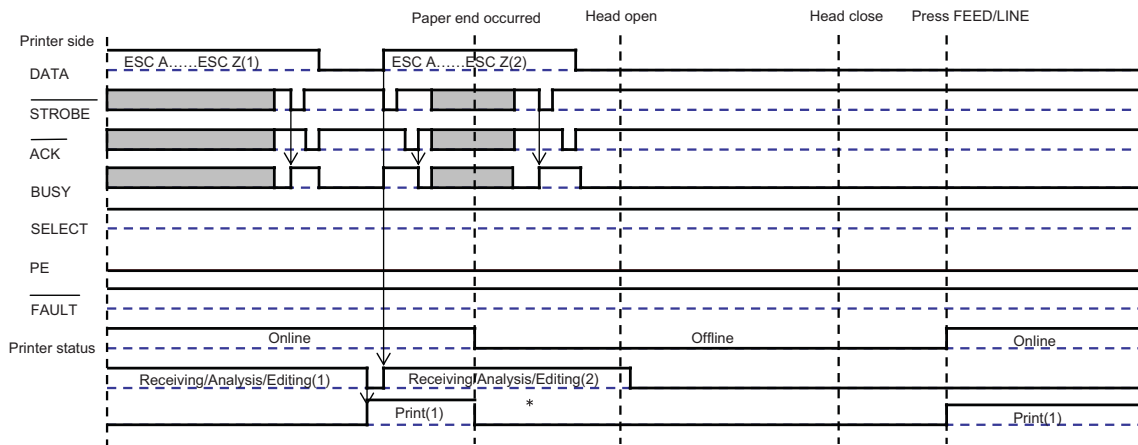 Paper end occurred Head open Head close Press FEED/LINE
Printer side
ESC A......ESC Z(1) ESC A......ESC Z(2)
DATA
STROBE
ACK
BUSY
SELECT
PE
FAULT
Online Offline Online
Printer status
Receiving/Analysis/Editing(1) Receiving/Analysis/Editing(2)
Print(1) * Print(1)